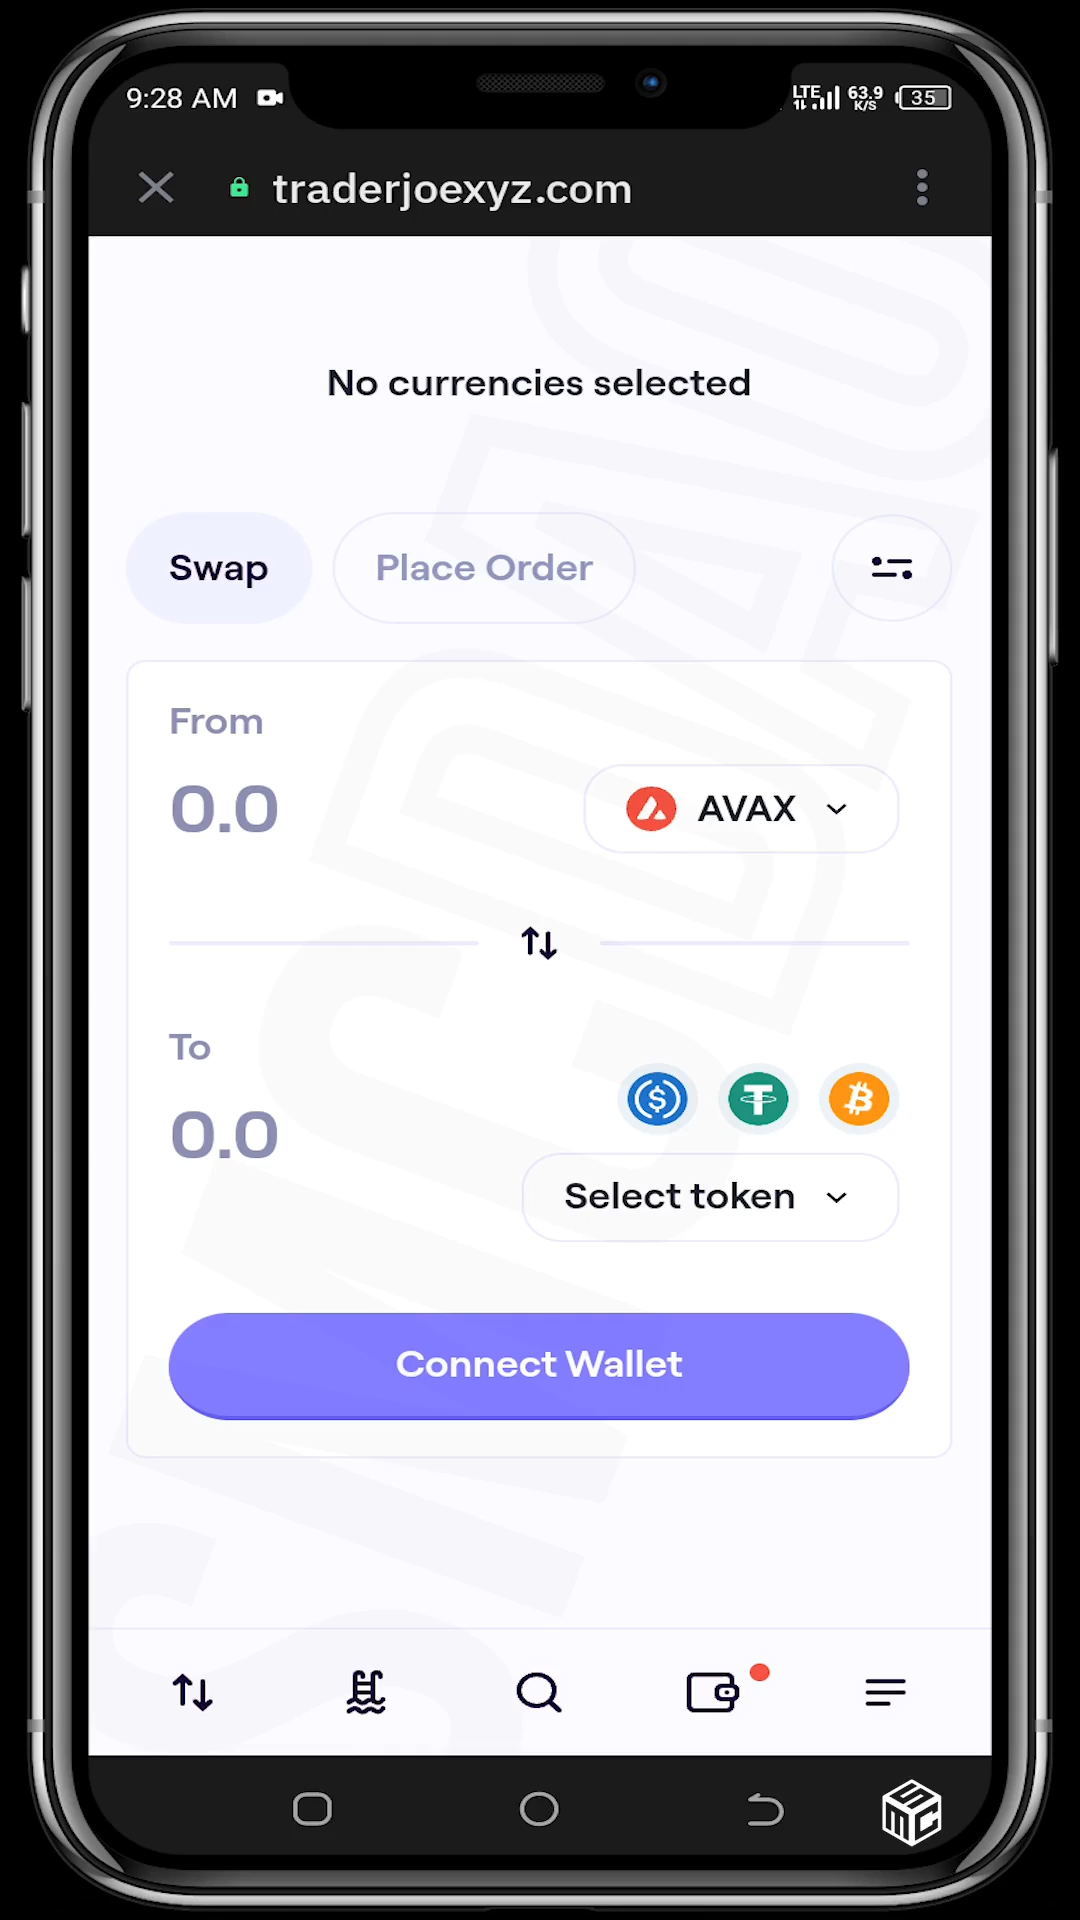 9:28 AM
LTE 63.9 K/S 35
traderjoexyz.com
No currencies selected
Swap
Place Order
From
0.0
AVAX
To
0.0
Select token
Connect Wallet